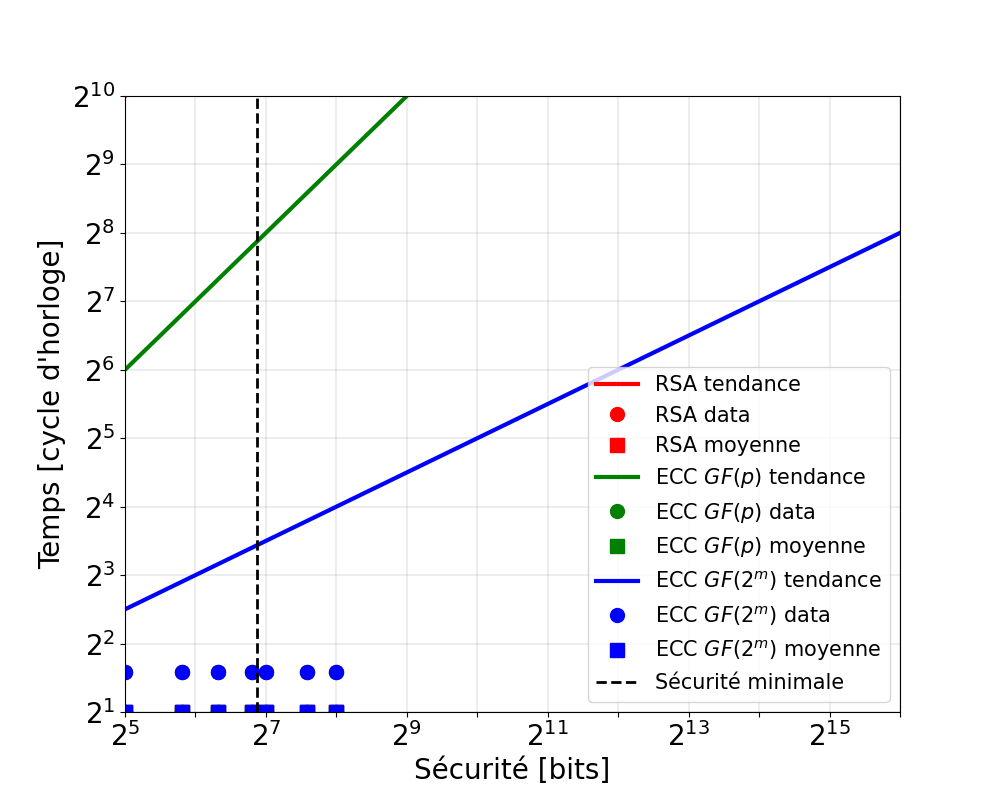 2^10
2^9
2^8
2^7
2^6
2^5
2^4
2^3
2^2
2^1
Temps [cycle d'horloge]
RSA tendance
RSA data
RSA moyenne
ECC GF(p) tendance
ECC GF(p) data
ECC GF(p) moyenne
ECC GF(2^m) tendance
ECC GF(2^m) data
ECC GF(2^m) moyenne
Sécurité minimale
2^5 2^7 2^9 2^11 2^13 2^15
Sécurité [bits]